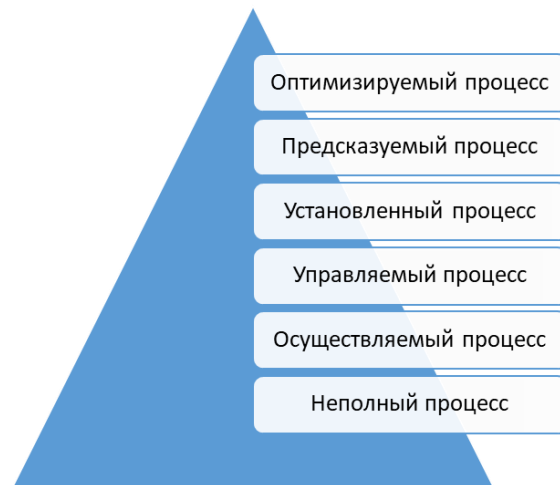 Оптимизируемый процесс
Предсказуемый процесс
Установленный процесс
Управляемый процесс
Осуществляемый процесс
Неполный процесс